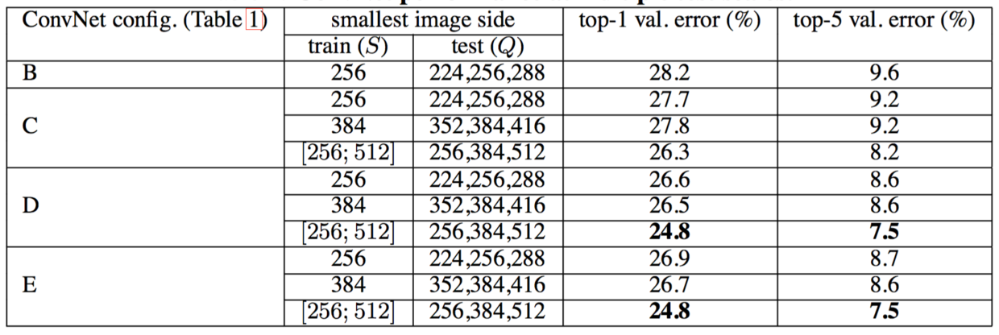 ConvNet config. (Table 1) smallest image side top-1 val. error (%) top-5 val. error (%)
train (S) test (Q)
B 256 224,256,288 28.2 9.6
256 224,256,288 27.7 9.2
C 384 352,384,416 27.8 9.2
[256; 512] 256,384,512 26.3 8.2
256 224,256,288 26.6 8.6
D 384 352,384,416 26.5 8.6
[256; 512] 256,384,512 24.8 7.5
256 224,256,288 26.9 8.7
E 384 352,384,416 26.7 8.6
[256; 512] 256,384,512 24.8 7.5